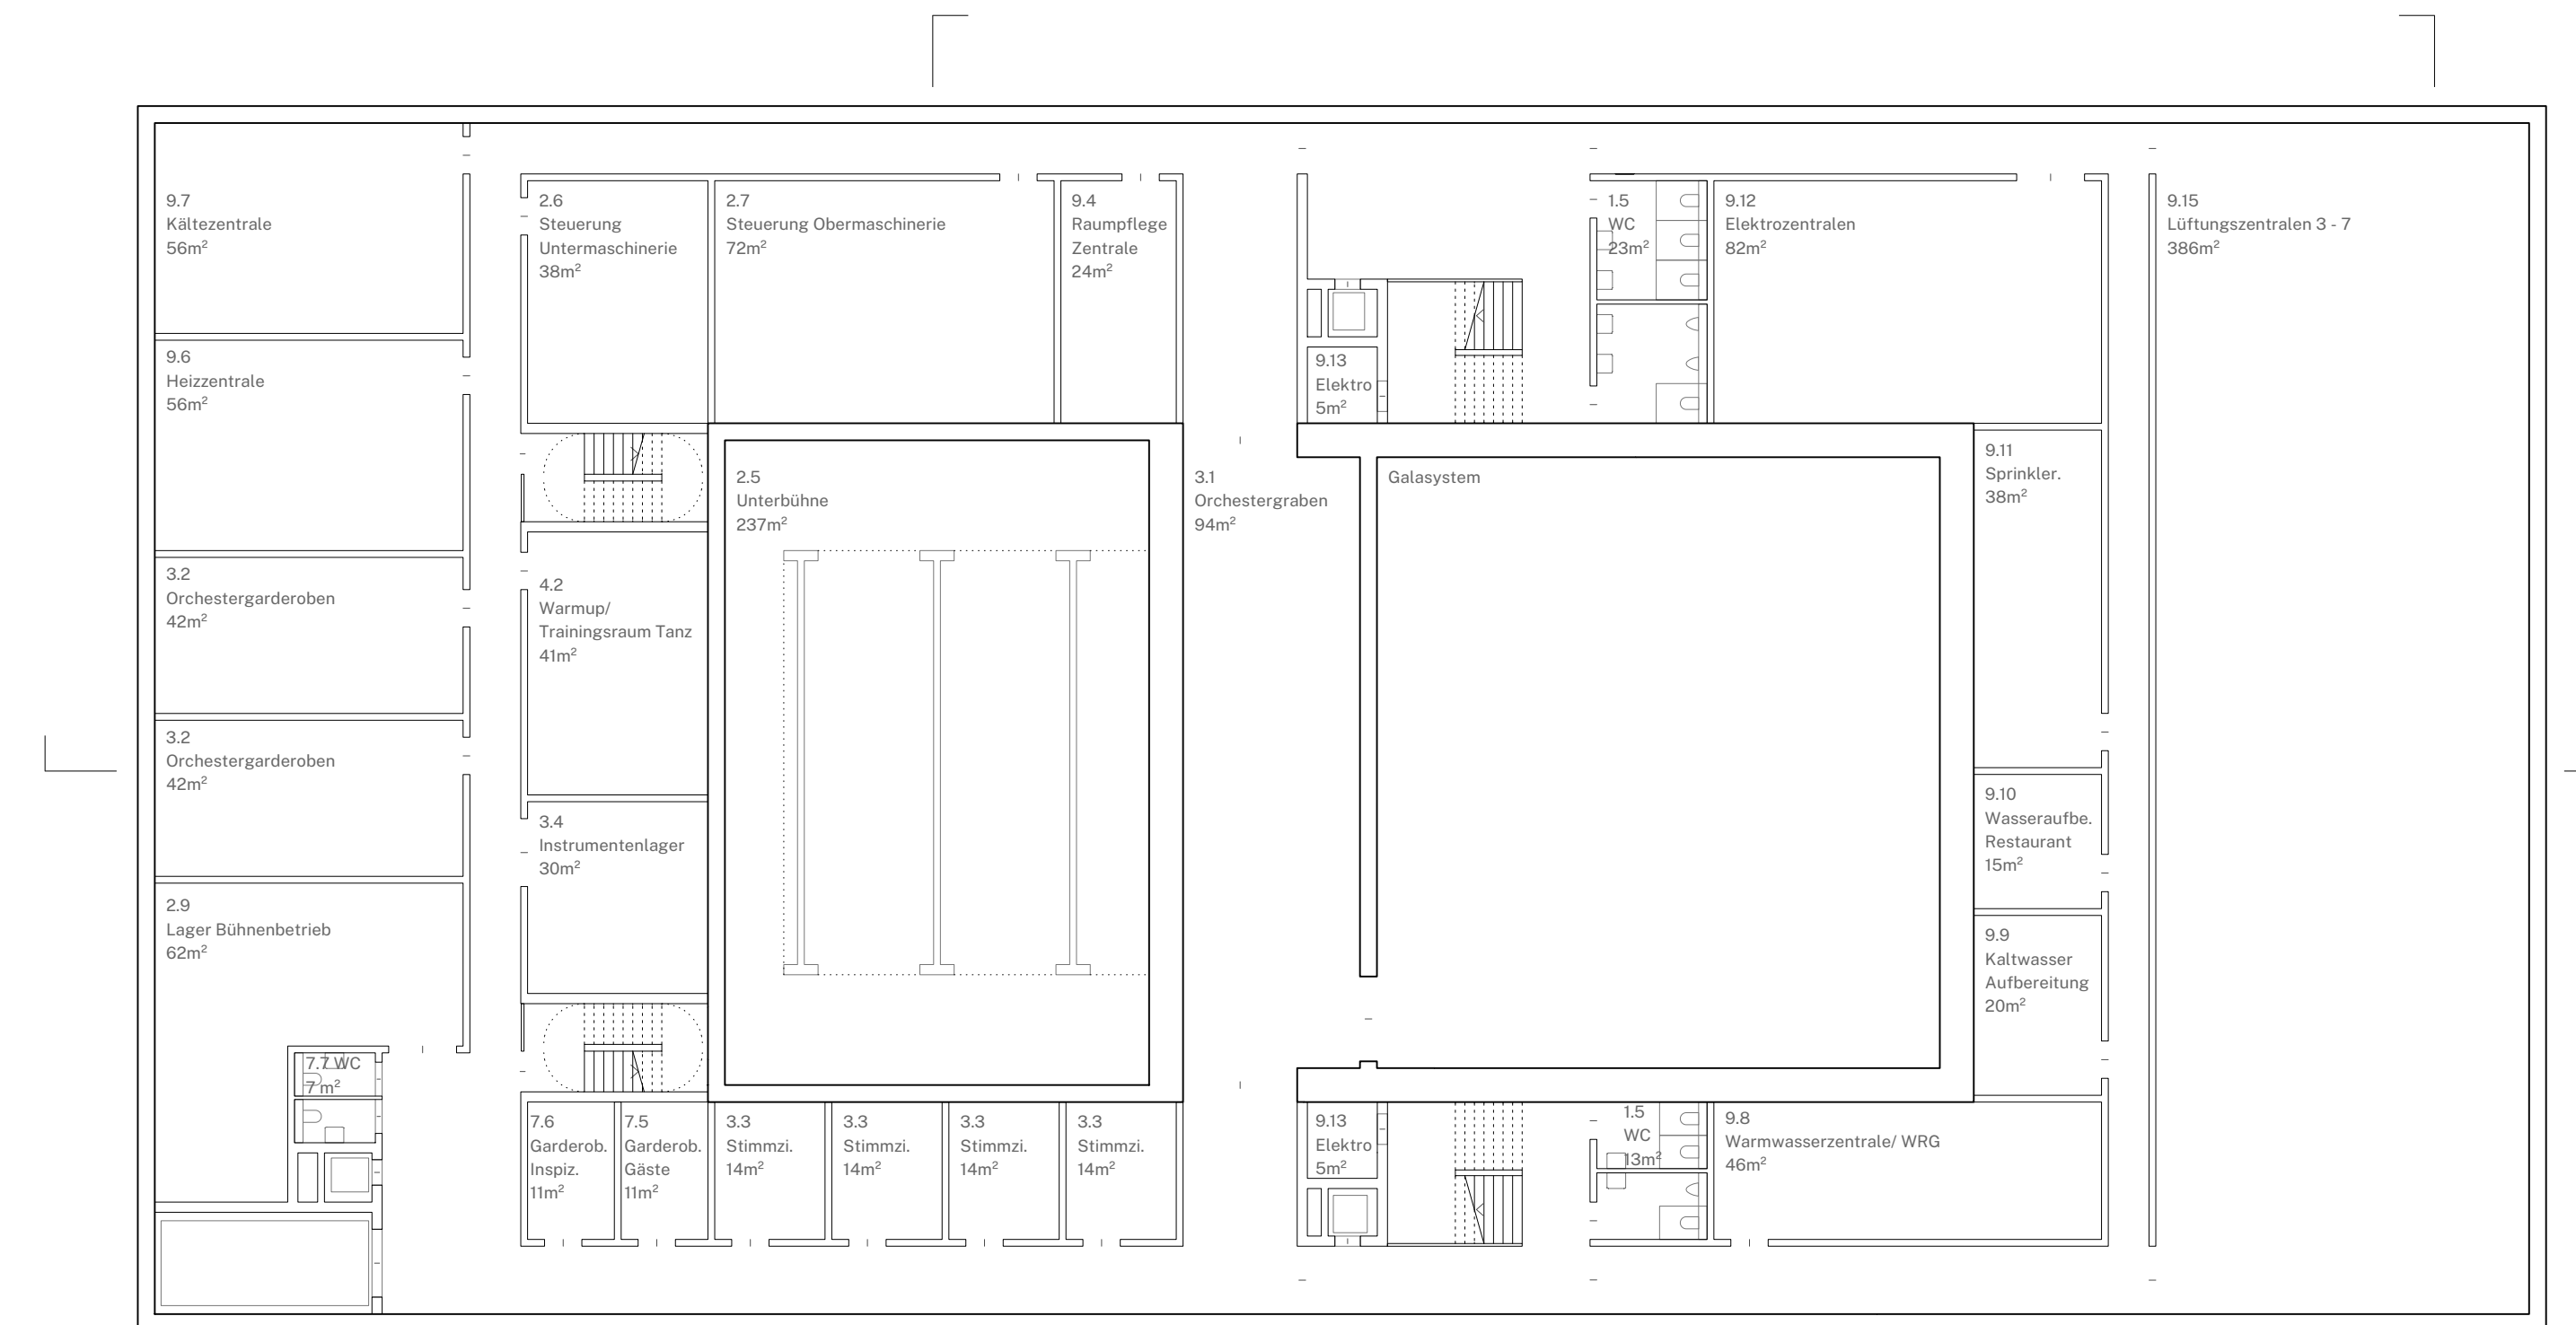 9.7
Kältezentrale
56m²
2.6
Steuerung
Untermaschinerie
38m²
2.7
Steuerung Obermaschinerie
72m²
9.4
Raumpflege
Zentrale
24m²
1.5
WC
23m²
9.12
Elektrozentralen
82m²
9.15
Lüftungszentralen 3 - 7
386m²
9.6
Heizzentrale
56m²
9.13
Elektro
5m²
2.5
Unterbühne
237m²
3.1
Orchestergraben
94m²
Galasystem
9.11
Sprinkler.
38m²
3.2
Orchestergarderoben
42m²
4.2
Warmup/
Trainingsraum Tanz
41m²
3.2
Orchestergarderoben
42m²
3.4
Instrumentenlager
30m²
9.10
Wasseraufbe.
Restaurant
15m²
2.9
Lager Bühnenbetrieb
62m²
9.9
Kaltwasser
Aufbereitung
20m²
7.7 WC
7 m²
7.6
Garderob.
Inspiz.
11m²
7.5
Garderob.
Gäste
11m²
3.3
Stimmzi.
14m²
3.3
Stimmzi.
14m²
3.3
Stimmzi.
14m²
3.3
Stimmzi.
14m²
9.13
Elektro
5m²
1.5
WC
13m²
9.8
Warmwasserzentrale/ WRG
46m²